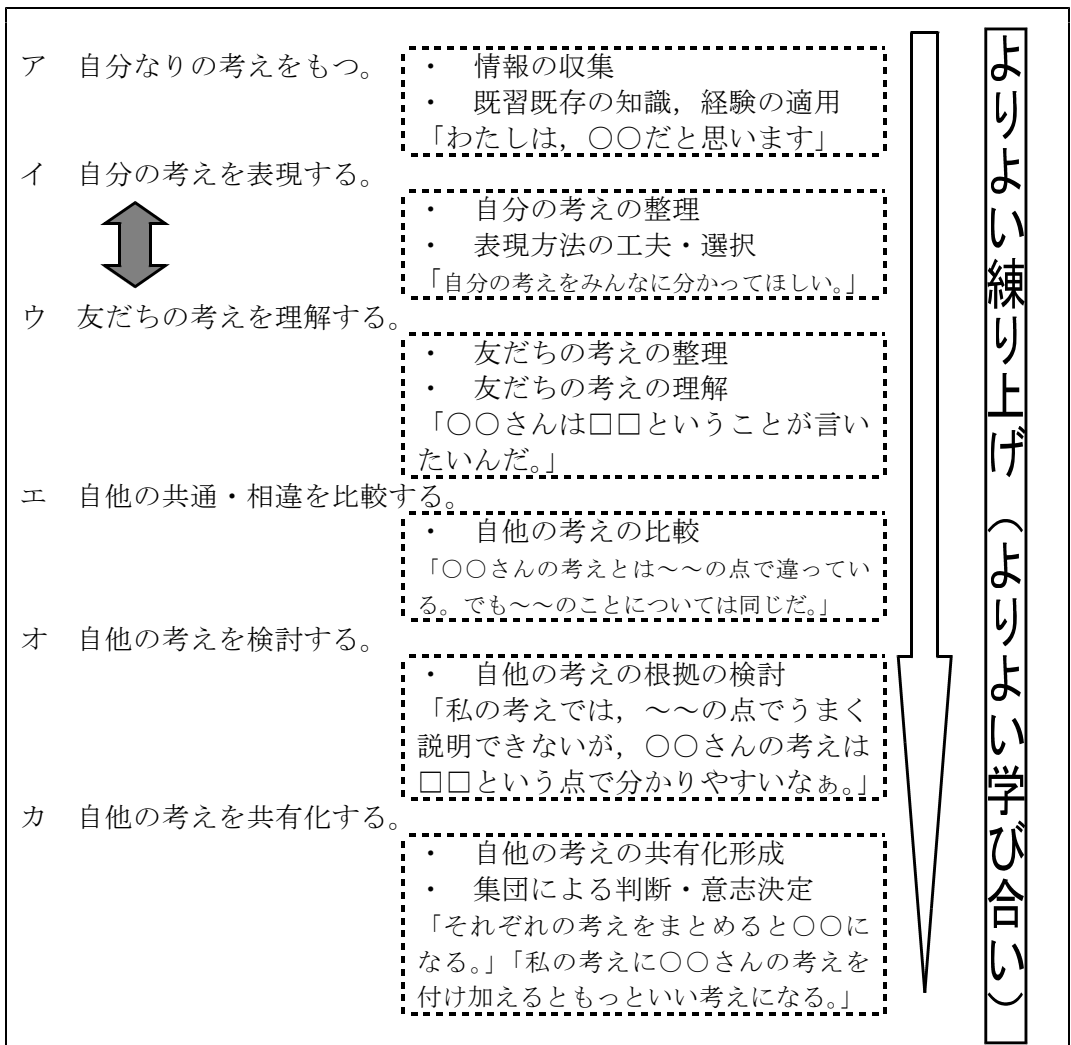 ア　自分なりの考えをもつ。
・　情報の収集
・　既習既存の知識，経験の適用
「わたしは，〇〇だと思います」
イ　自分の考えを表現する。
・　自分の考えの整理
・　表現方法の工夫・選択
「自分の考えをみんなに分かってほしい。」
ウ　友だちの考えを理解する。
・　友だちの考えの整理
・　友だちの考えの理解
「〇〇さんは□□ということが言い
たいんだ。」
エ　自他の共通・相違を比較する。
・　自他の考えの比較
「〇〇さんの考えとは～～の点で違ってい
る。でも～～のことについては同じだ。」
オ　自他の考えを検討する。
・　自他の考えの根拠の検討
「私の考えでは，～～の点でうまく
説明できないが，〇〇さんの考えは
□□という点で分かりやすいなぁ。」
カ　自他の考えを共有化する。
・　自他の考えの共有化形成
・　集団による判断・意志決定
「それぞれの考えをまとめると〇〇に
なる。」「私の考えに〇〇さんの考えを
付け加えるともっといい考えになる。」
よりよい練り上げ（よりよい学び合い）